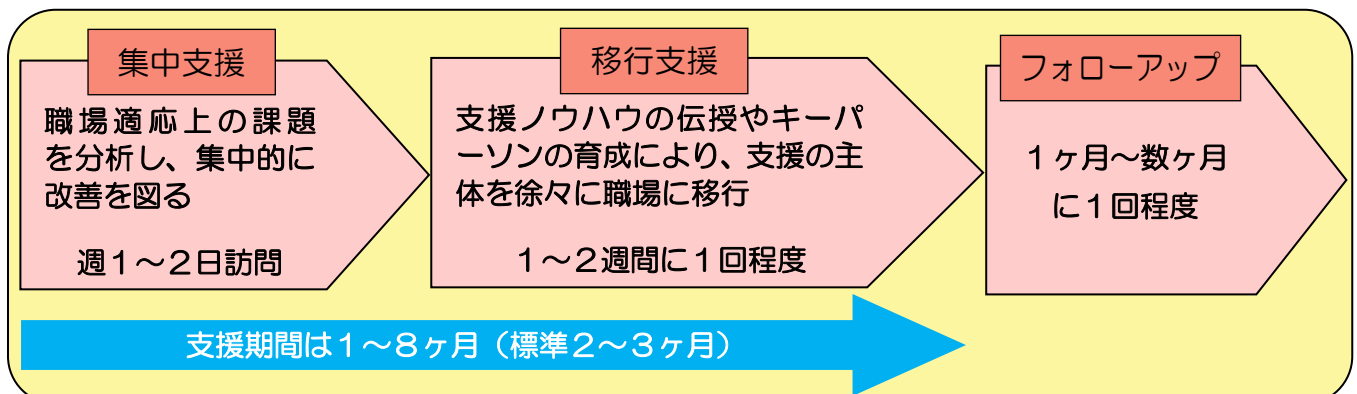 集中支援
職場適応上の課題
を分析し、集中的に
改善を図る
週１～２日訪問
移行支援
支援ノウハウの伝授やキーパ
ーソンの育成により、支援の主
体を徐々に職場に移行
１～２週間に１回程度
フォローアップ
１ヶ月～数ヶ月
に１回程度
支援期間は１～８ヶ月（標準２～３ヶ月）